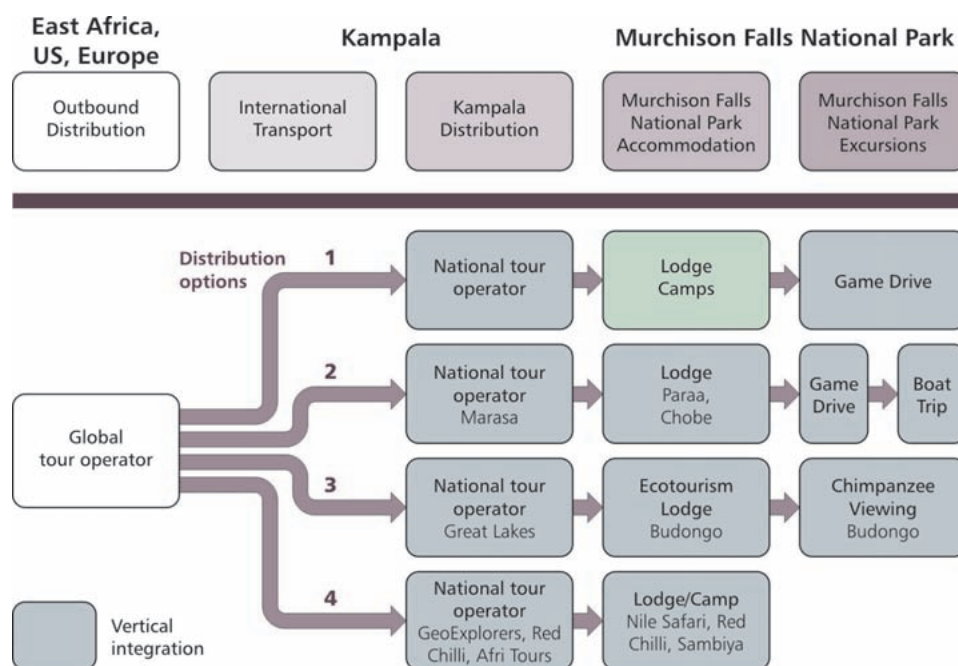 East Africa,
US, Europe
Kampala
Murchison Falls National Park
Outbound
Distribution
International
Transport
Kampala
Distribution
Murchison Falls
National Park
Accommodation
Murchison Falls
National Park
Excursions
Distribution
options
1
National tour
operator
Lodge
Camps
Game Drive
2
National tour
operator
Marasa
Lodge
Paraa,
Chobe
Game
Drive
Boat
Trip
Global
tour operator
3
National tour
operator
Great Lakes
Ecotourism
Lodge
Budongo
Chimpanzee
Viewing
Budongo
4
National tour
operator
GeoExplorers, Red
Chilli, Afri Tours
Lodge/Camp
Nile Safari, Red
Chilli, Sambiya
Vertical
integration